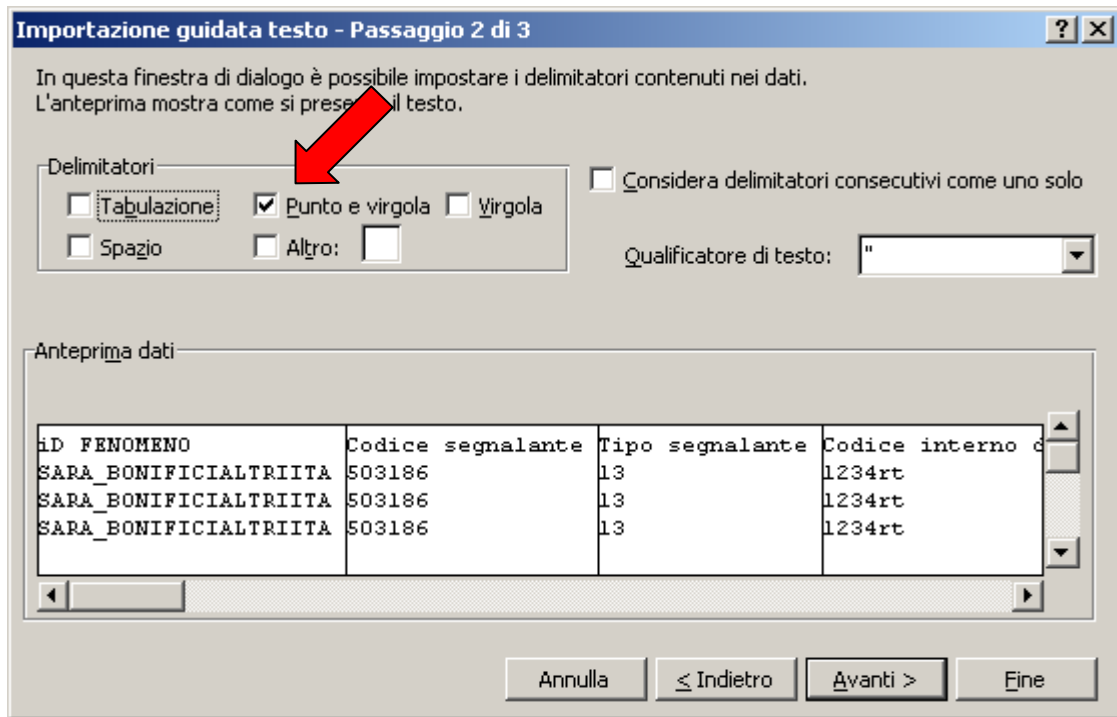 Importazione guidata testo - Passaggio 2 di 3
In questa finestra di dialogo è possibile impostare i delimitatori contenuti nei dati.
L'anteprima mostra come si il testo.
Delimitatori
Tabulazione Punto e virgola Virgola
Spazio Altro:
Considera delimitatori consecutivi come uno solo
Qualificatore di testo: "
Anteprima dati
iD FENOMENO Codice segnalante Tipo segnalante Codice interno d
SARA_BONIFICIALTRIITA 503186 13 1234rt
SARA_BONIFICIALTRIITA 503186 13 1234rt
SARA_BONIFICIALTRIITA 503186 13 1234rt
Annulla < Indietro Avanti > Fine